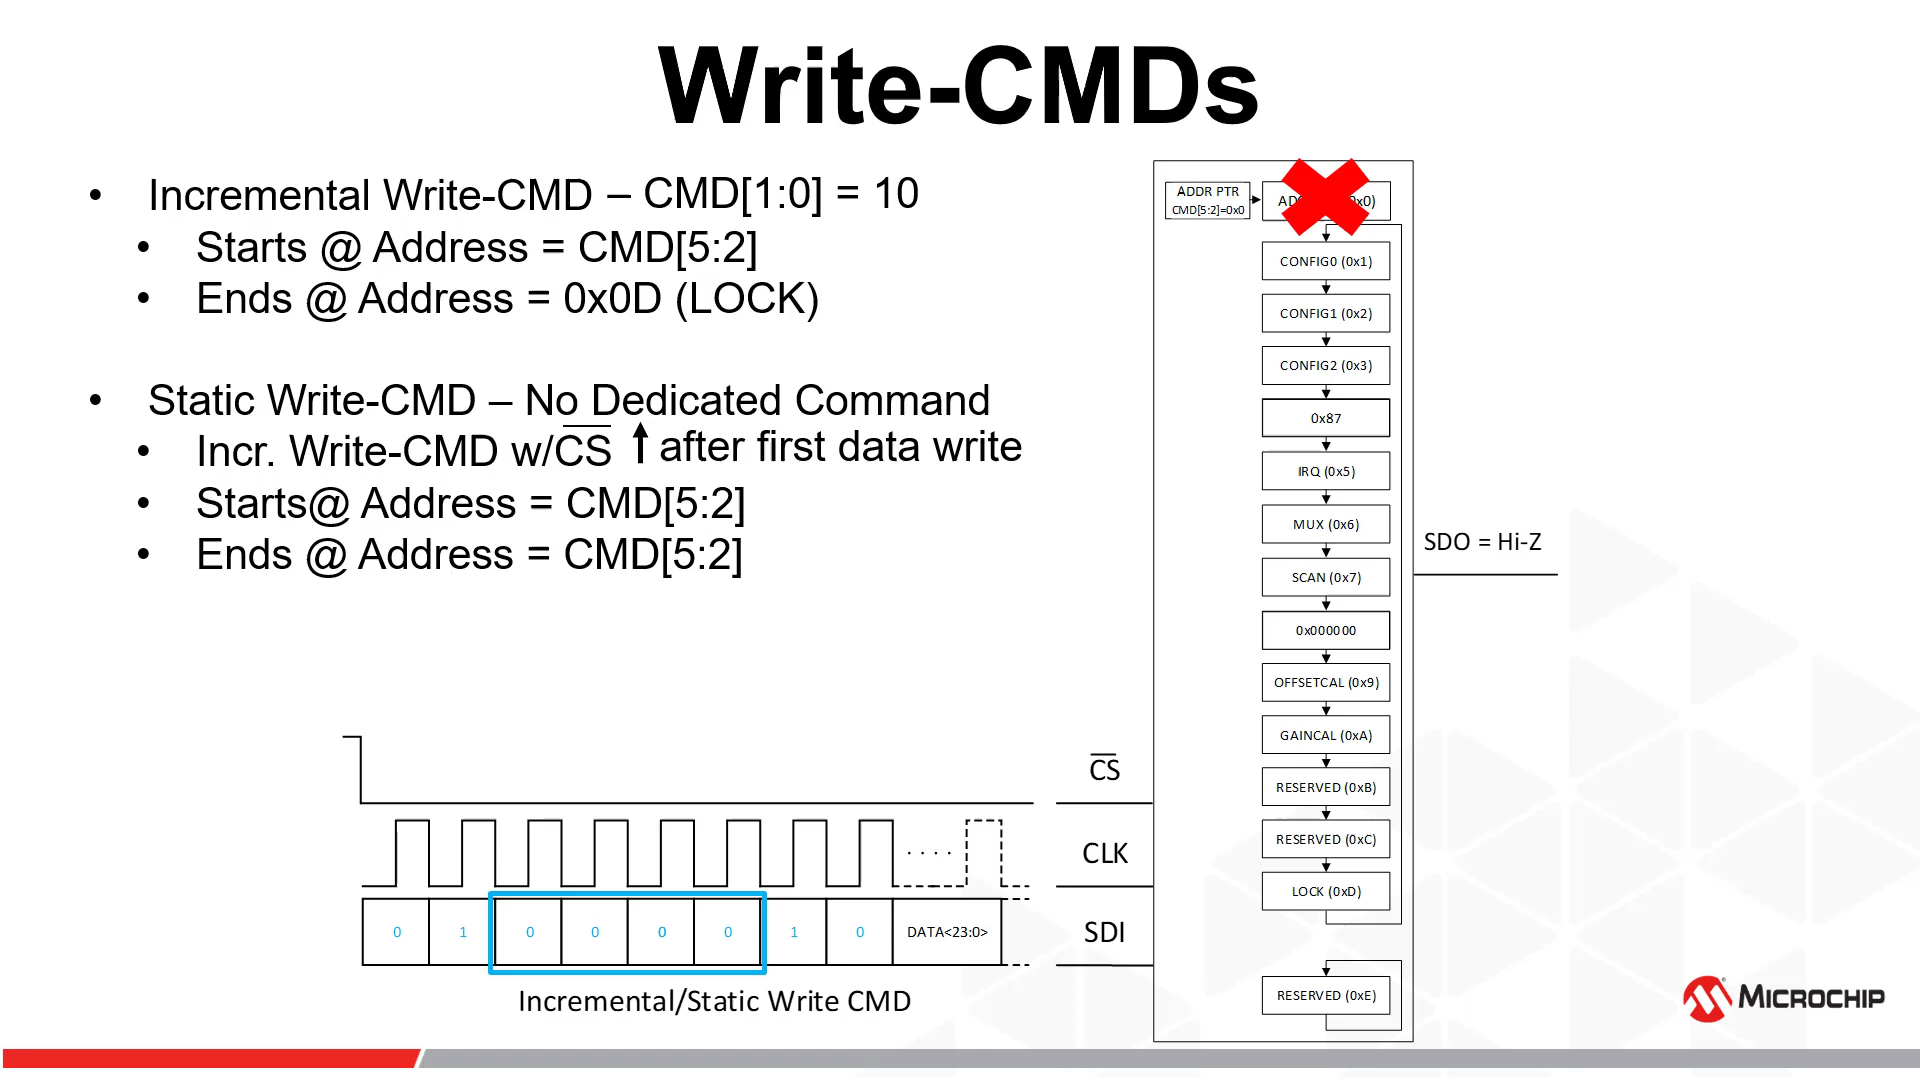 Write-CMDs
• Incremental Write-CMD – CMD[1:0] = 10
• Starts @ Address = CMD[5:2]
• Ends @ Address = 0x0D (LOCK)
• Static Write-CMD – No Dedicated Command
• Incr. Write-CMD w/CS after first data write
• Starts@ Address = CMD[5:2]
• Ends @ Address = CMD[5:2]
ADDR PTR
CMD[5:2]=0x0
CONFIG0 (0x1)
CONFIG1 (0x2)
CONFIG2 (0x3)
0x87
IRQ (0x5)
MUX (0x6)
SCAN (0x7)
0x000000
OFFSETCAL (0x9)
GAINCAL (0xA)
RESERVED (0xB)
RESERVED (0xC)
LOCK (0xD)
RESERVED (0xE)
SDO = Hi-Z
CS
CLK
SDI
0 1 0 0 0 0 1 0 DATA<23:0>
Incremental/Static Write CMD
MICROCHIP